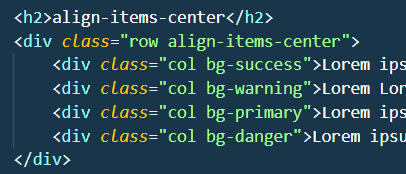 <h2>align-items-center</h2>
<div class="row align-items-center">
<div class="col bg-success">Lorem ips
<div class="col bg-warning">Lorem Lor
<div class="col bg-primary">Lorem ips
<div class="col bg-danger">Lorem ipsu
</div>